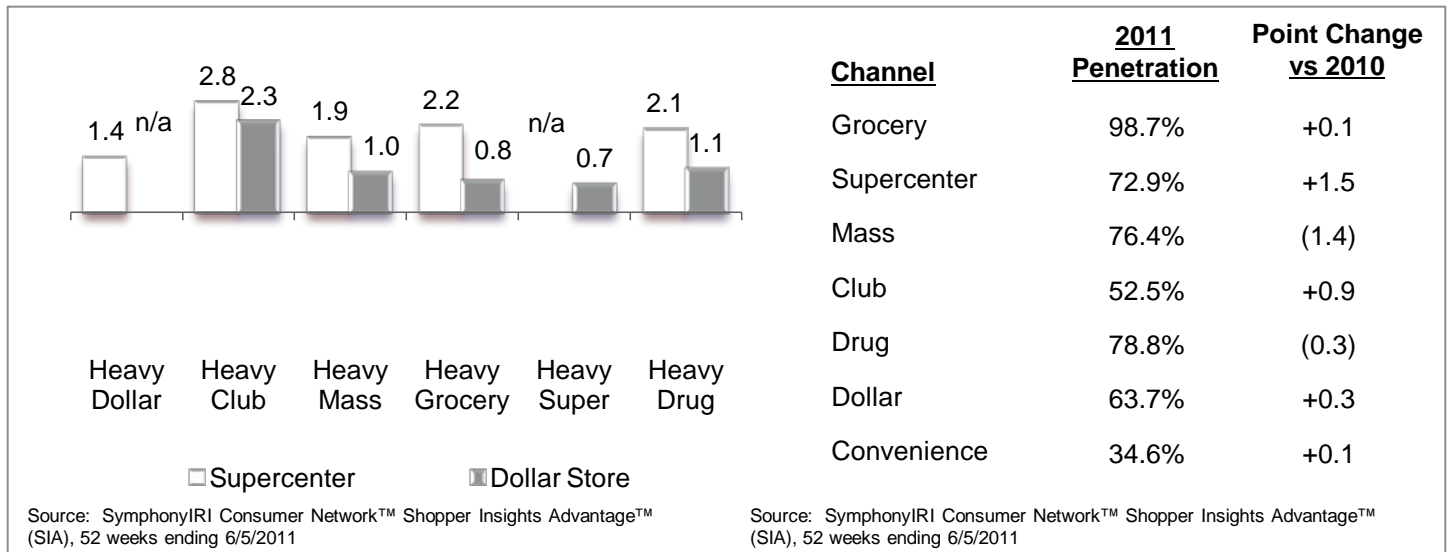 2.8
2.3
1.4
n/a
1.9
1.0
2.2
0.8
n/a
0.7
2.1
1.1
Heavy Dollar
Heavy Club
Heavy Mass
Heavy Grocery
Heavy Super
Heavy Drug
Supercenter
Dollar Store
Source: SymphonyIRI Consumer Network™ Shopper Insights Advantage™
(SIA), 52 weeks ending 6/5/2011
Channel 2011 Penetration Point Change vs 2010
Grocery 98.7% +0.1
Supercenter 72.9% +1.5
Mass 76.4% (1.4)
Club 52.5% +0.9
Drug 78.8% (0.3)
Dollar 63.7% +0.3
Convenience 34.6% +0.1
Source: SymphonyIRI Consumer Network™ Shopper Insights Advantage™
(SIA), 52 weeks ending 6/5/2011